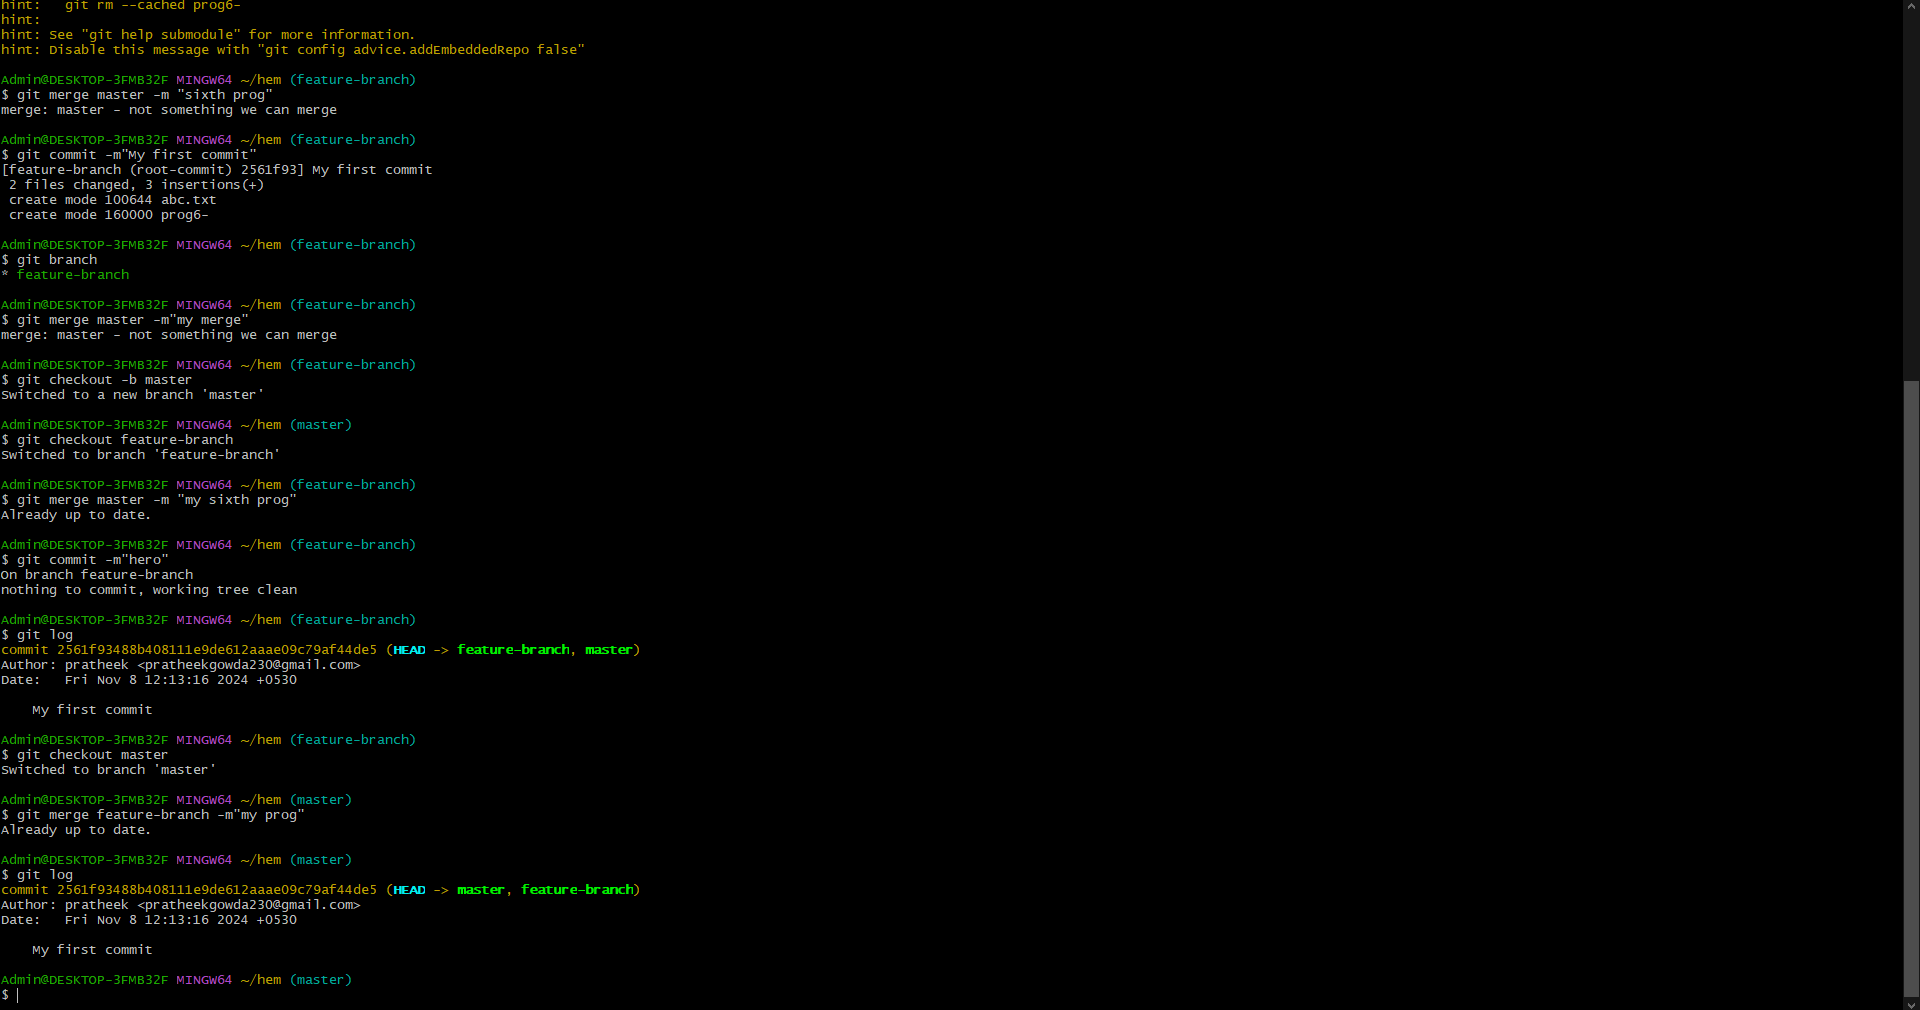 hint:   git rm --cached prog6-
hint:
hint: See "git help submodule" for more information.
hint: Disable this message with "git config advice.addEmbeddedRepo false"
Admin@DESKTOP-3FMB32F MINGW64 ~/hem (feature-branch)
$ git merge master -m "sixth prog"
merge: master - not something we can merge
Admin@DESKTOP-3FMB32F MINGW64 ~/hem (feature-branch)
$ git commit -m"My first commit"
[feature-branch (root-commit) 2561f93] My first commit
 2 files changed, 3 insertions(+)
 create mode 100644 abc.txt
 create mode 160000 prog6-
Admin@DESKTOP-3FMB32F MINGW64 ~/hem (feature-branch)
$ git branch
* feature-branch
Admin@DESKTOP-3FMB32F MINGW64 ~/hem (feature-branch)
$ git merge master -m"my merge"
merge: master - not something we can merge
Admin@DESKTOP-3FMB32F MINGW64 ~/hem (feature-branch)
$ git checkout -b master
Switched to a new branch 'master'
Admin@DESKTOP-3FMB32F MINGW64 ~/hem (master)
$ git checkout feature-branch
Switched to branch 'feature-branch'
Admin@DESKTOP-3FMB32F MINGW64 ~/hem (feature-branch)
$ git merge master -m "my sixth prog"
Already up to date.
Admin@DESKTOP-3FMB32F MINGW64 ~/hem (feature-branch)
$ git commit -m"hero"
On branch feature-branch
nothing to commit, working tree clean
Admin@DESKTOP-3FMB32F MINGW64 ~/hem (feature-branch)
$ git log
commit 2561f93488b408111e9de612aaae09c79af44de5 (HEAD -> feature-branch, master)
Author: pratheek <pratheekgowda230@gmail.com>
Date:   Fri Nov 8 12:13:16 2024 +0530
    My first commit
Admin@DESKTOP-3FMB32F MINGW64 ~/hem (feature-branch)
$ git checkout master
Switched to branch 'master'
Admin@DESKTOP-3FMB32F MINGW64 ~/hem (master)
$ git merge feature-branch -m"my prog"
Already up to date.
Admin@DESKTOP-3FMB32F MINGW64 ~/hem (master)
$ git log
commit 2561f93488b408111e9de612aaae09c79af44de5 (HEAD -> master, feature-branch)
Author: pratheek <pratheekgowda230@gmail.com>
Date:   Fri Nov 8 12:13:16 2024 +0530
    My first commit
Admin@DESKTOP-3FMB32F MINGW64 ~/hem (master)
$